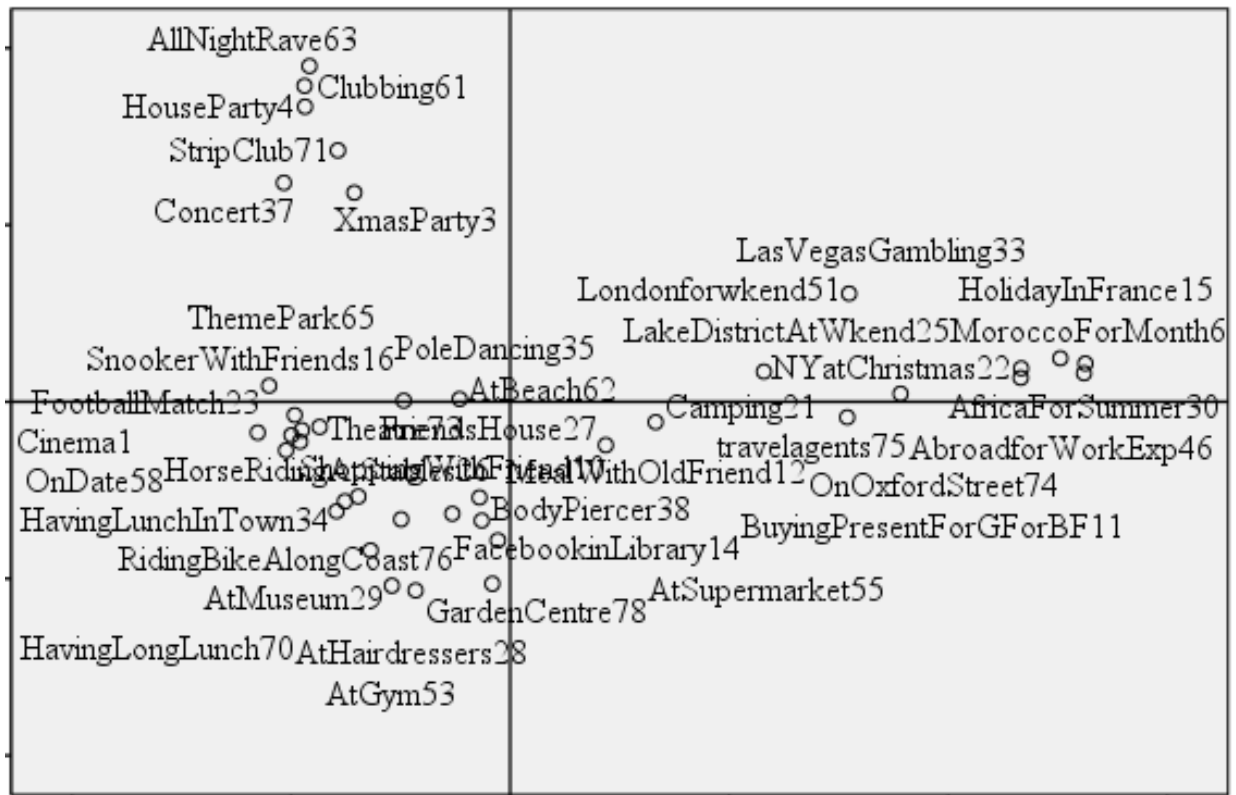 AllNightRave63
Clubbing61
HouseParty4
StripClub71
Concert37
XmasParty3
LasVegasGambling33
Londonforwkend51
HolidayInFrance15
ThemePark65
LakeDistrictAtWkend25
MoroccoForMonth6
SnookerWithFriends16
PoleDancing35
NYatChristmas22
AtBeach62
FootballMatch23
Camping21
AfricaForSummer30
Cinema1
FriendsHouse27
travelagents75
AbroadforWorkExp46
OnDate58
MealWithOldFriend12
OnOxfordStreet74
HavingLunchInTown34
BodyPiercer38
BuyingPresentForGForBF11
RidingBikeAlongCoast76
FacebookinLibrary14
AtMuseum29
GardenCentre78
AtSupermarket55
HavingLongLunch70
AtHairdressers28
AtGym53